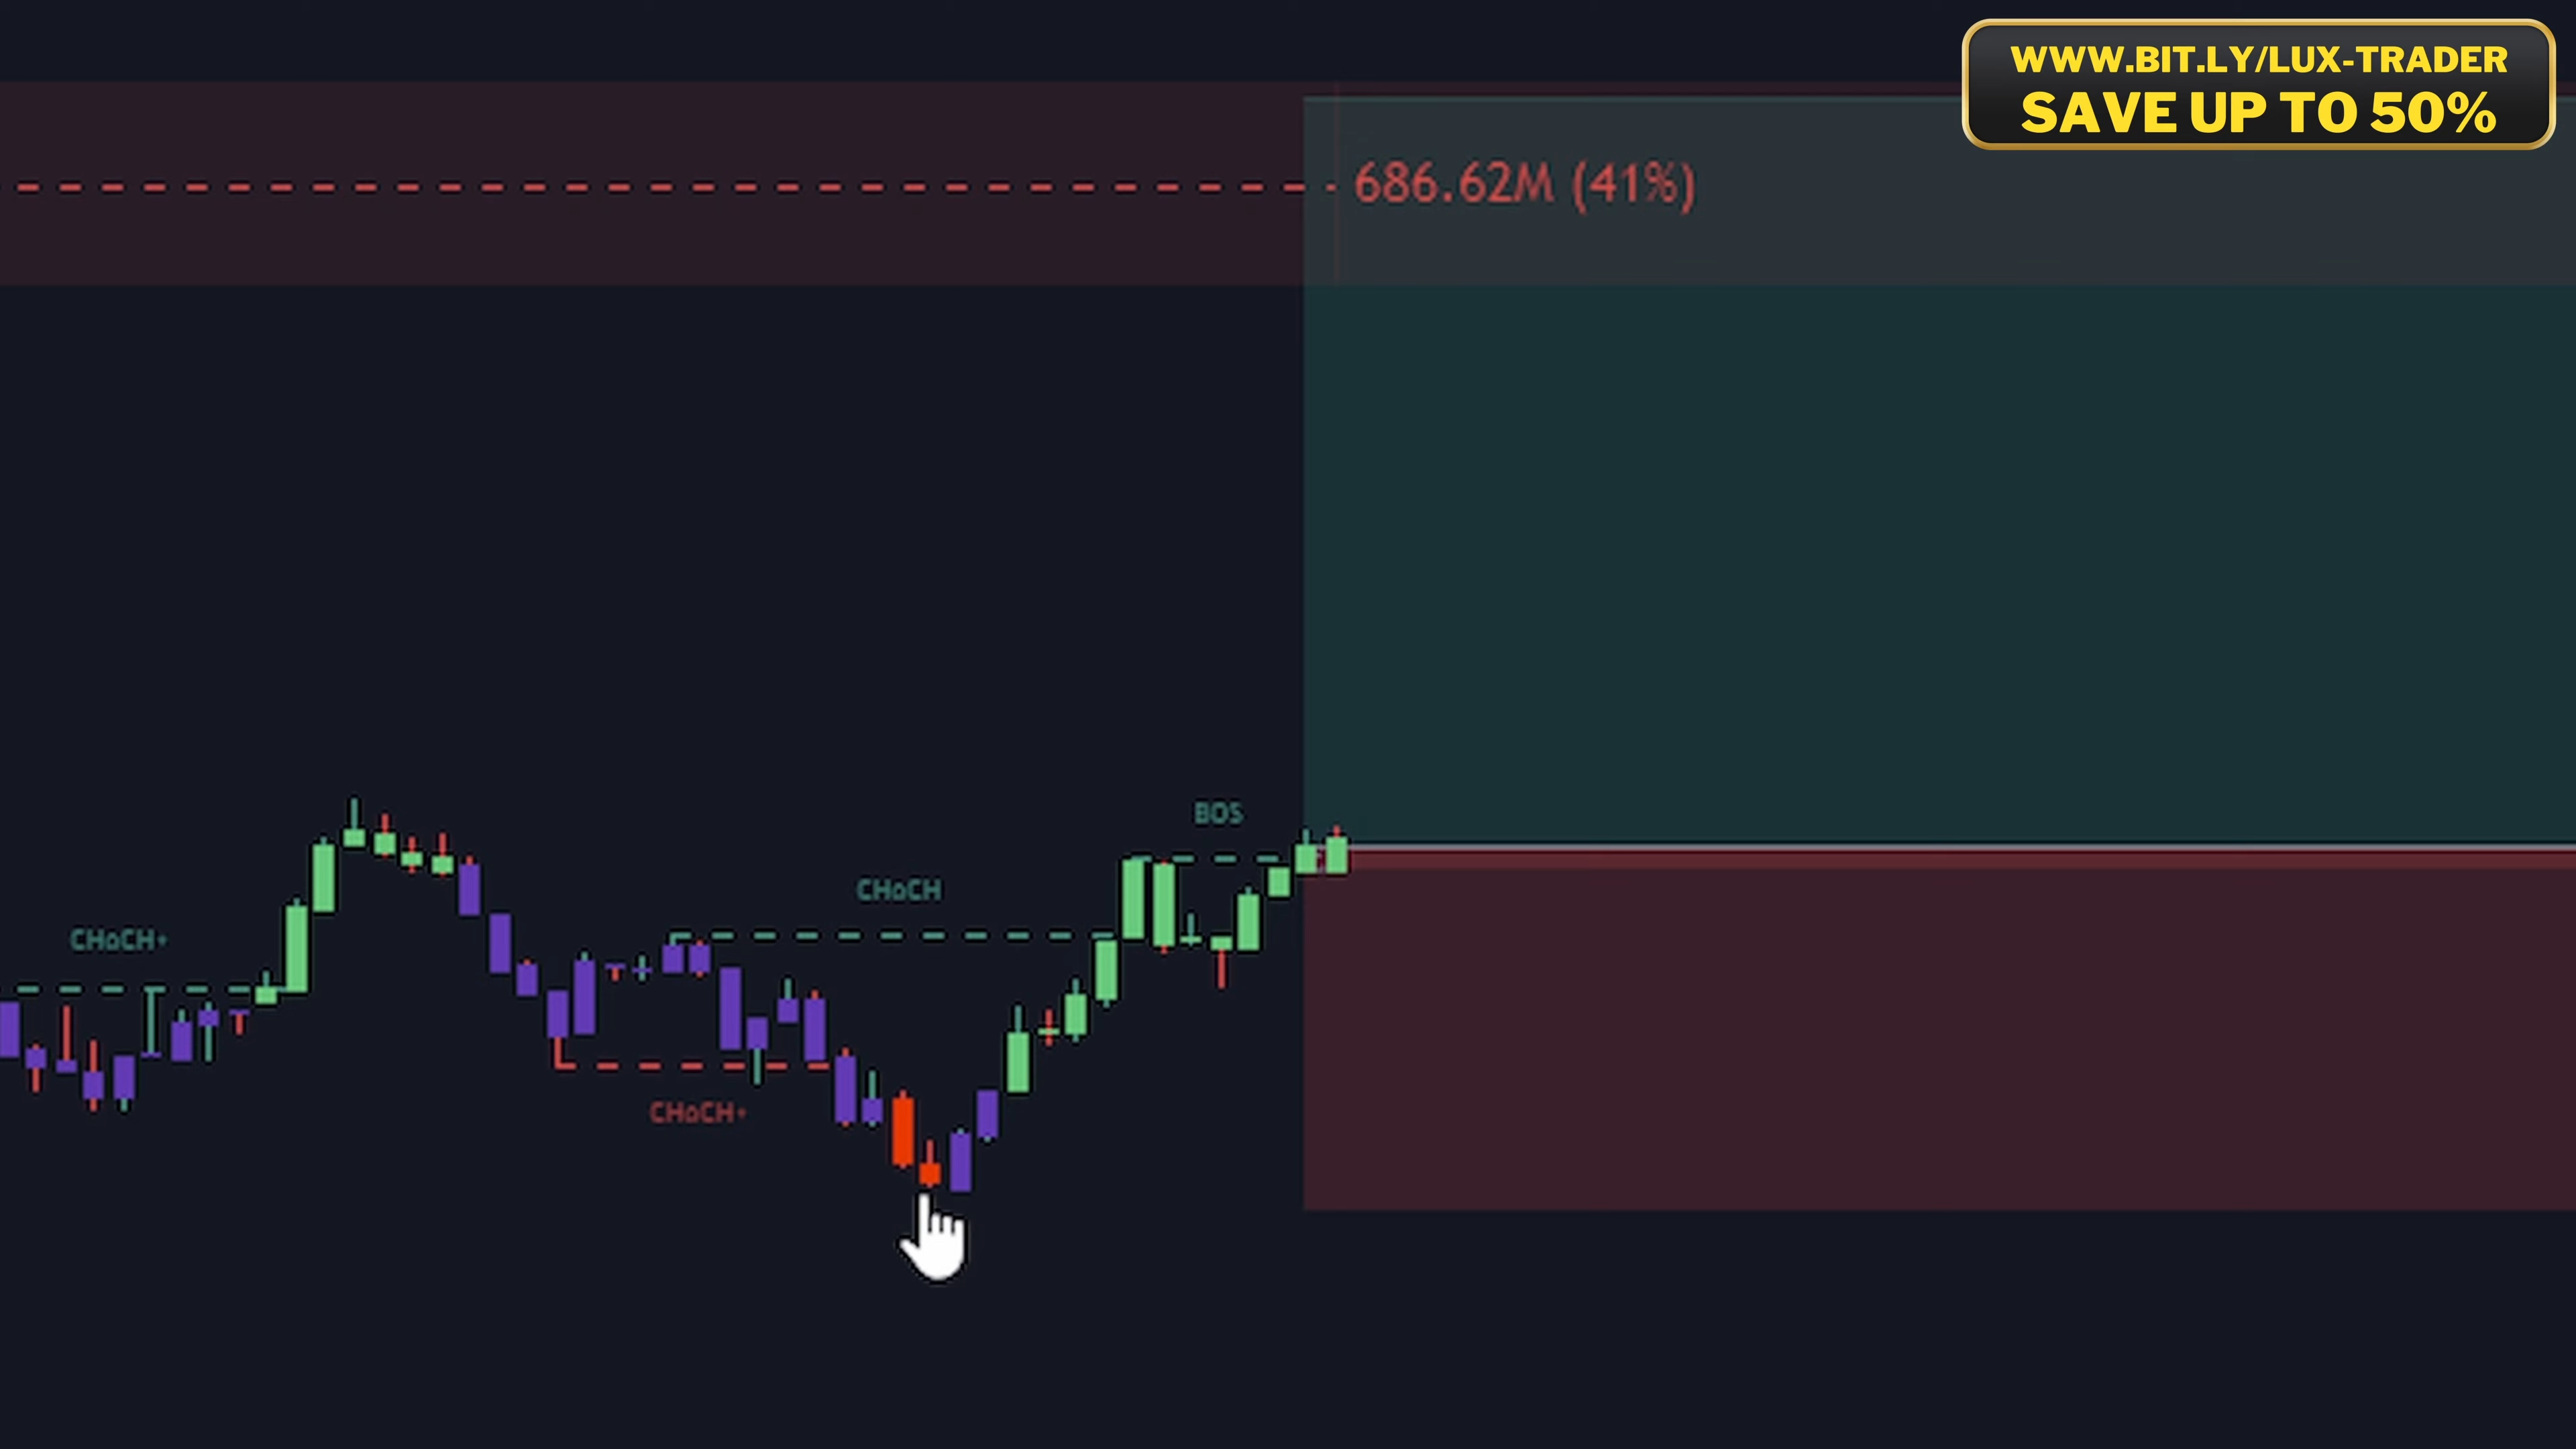 WWW.BIT.LY/LUX-TRADER
SAVE UP TO 50%
686.62M (41%)
BOS
CHoCH
CHoCH+
CHoCH+